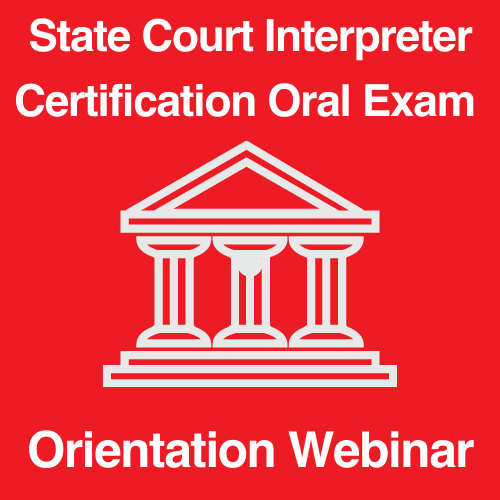 State Court Interpreter
Certification Oral Exam
Orientation Webinar